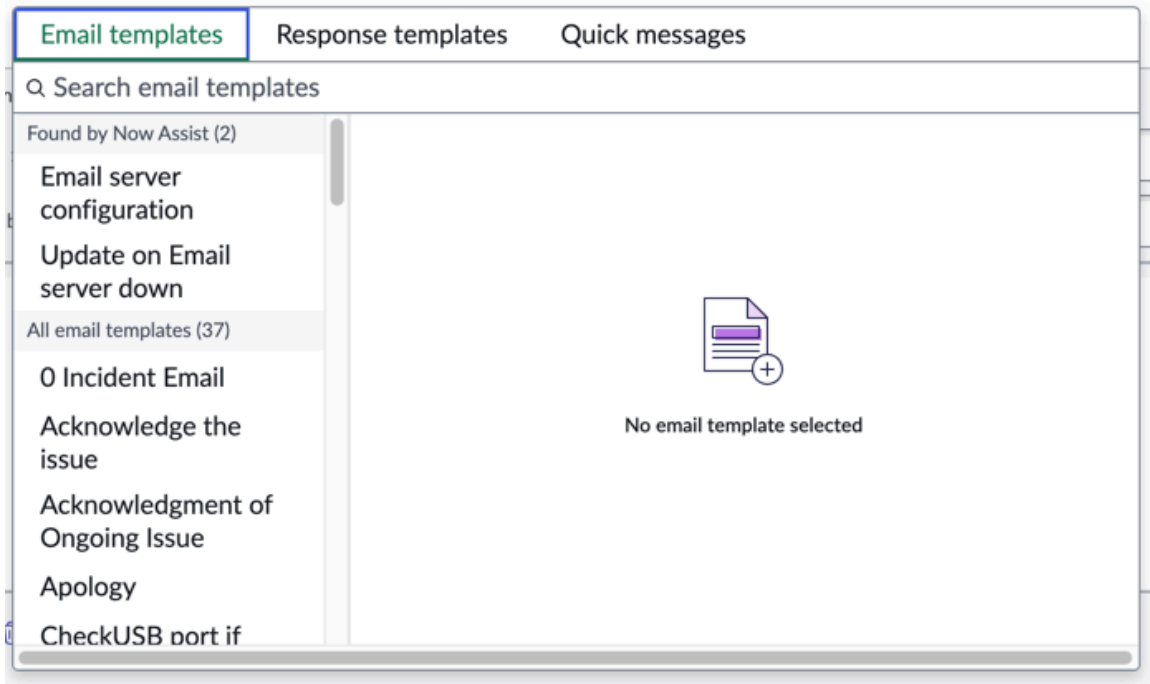 Email templates Response templates Quick messages
Search email templates
Found by Now Assist (2)
Email server
configuration
Update on Email
server down
All email templates (37)
0 Incident Email
Acknowledge the
issue
Acknowledgment of
Ongoing Issue
Apology
CheckUSB port if
No email template selected